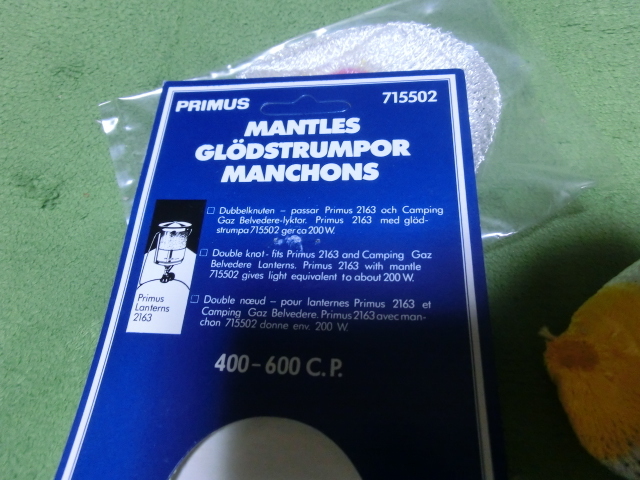 PRIMUS 715502
MANTLES
GLÖDSTRUMPOR
MANCHONS
□ Dubbelknuten – passar Primus 2163 och Camping
Gaz Belvedere-lyktor. Primus 2163 med glöd-
strumpa 715502 ger ca 200 W.
□ Double knot - fits Primus 2163 and Camping Gaz
Belvedere Lanterns. Primus 2163 with mantle
715502 gives light equivalent to about 200 W.
□ Double nœud – pour lanternes Primus 2163 et
Camping Gaz Belvedere. Primus 2163 avec man-
chon 715502 donne env. 200 W.
Primus
Lanterns
2163
400–600 C.P.